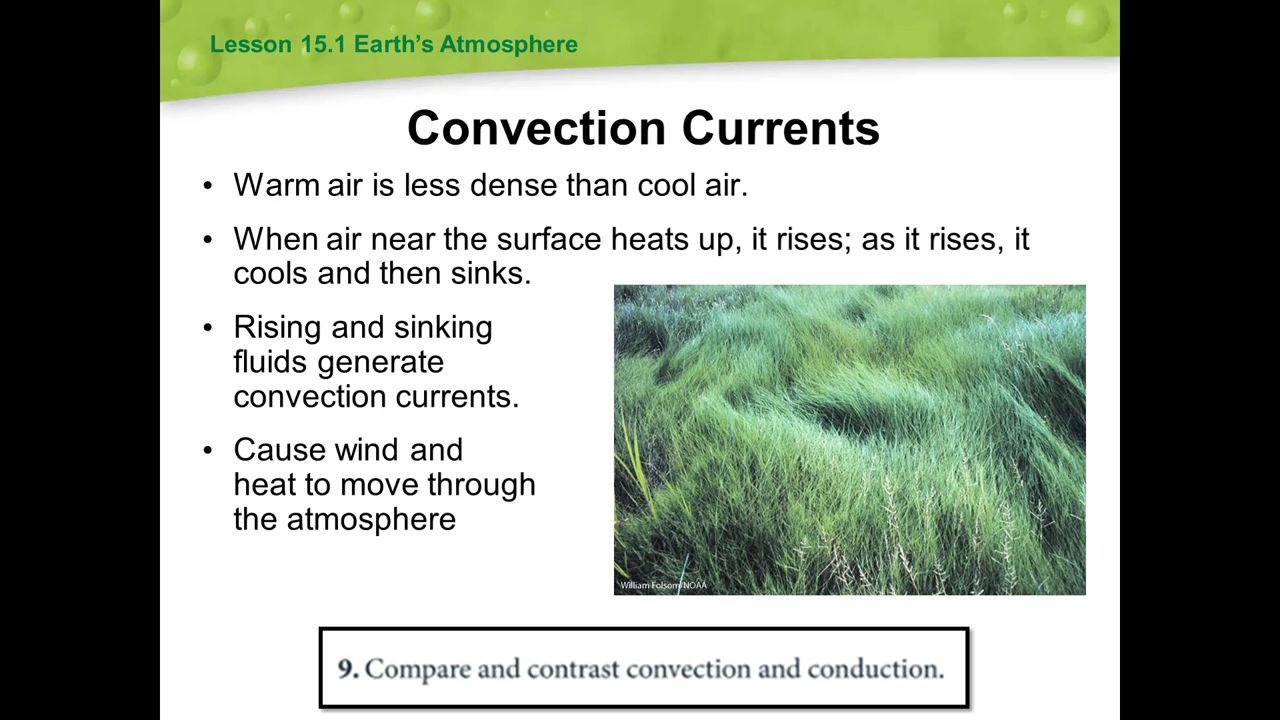 Lesson 15.1 Earth’s Atmosphere
Convection Currents
• Warm air is less dense than cool air.
• When air near the surface heats up, it rises; as it rises, it
cools and then sinks.
• Rising and sinking
fluids generate
convection currents.
• Cause wind and
heat to move through
the atmosphere
William Folsom/NOAA
9. Compare and contrast convection and conduction.